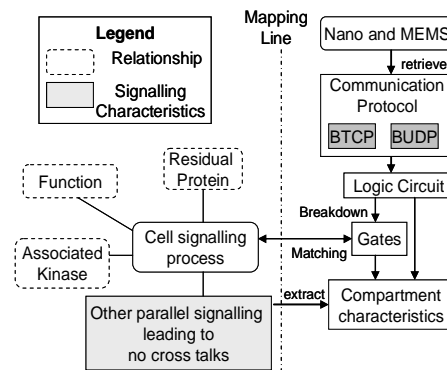 Legend
Relationship
Signalling
Characteristics
Mapping
Line
Nano and MEMS
retrieve
Communication
Protocol
BTCP
BUDP
Logic Circuit
Breakdown
Gates
Matching
Compartment
characteristics
extract
Residual
Protein
Function
Associated
Kinase
Cell signalling
process
Other parallel signalling
leading to
no cross talks